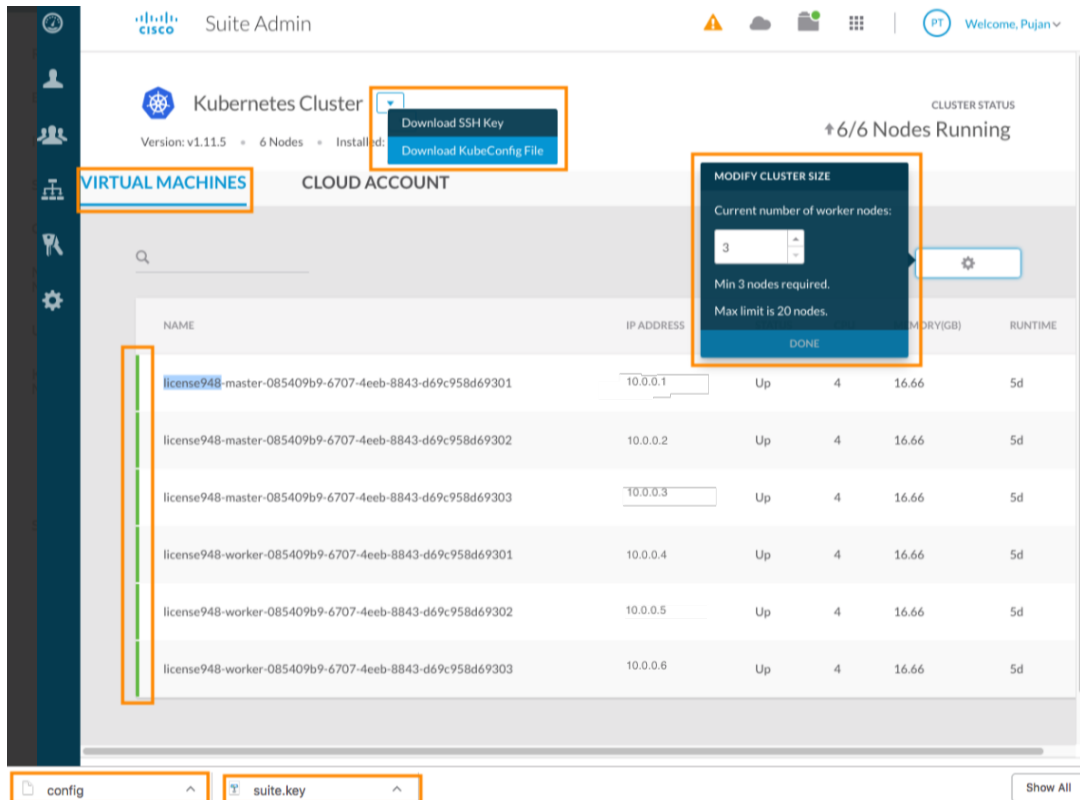 cisco Suite Admin PT Welcome, Pujan
Kubernetes Cluster
Download SSH Key
Download KubeConfig File
CLUSTER STATUS
6/6 Nodes Running
Version: v1.11.5 • 6 Nodes • Installed:
VIRTUAL MACHINES CLOUD ACCOUNT
MODIFY CLUSTER SIZE
Current number of worker nodes:
3
Min 3 nodes required.
Max limit is 20 nodes.
DONE
NAME IP ADDRESS MEMORY(GB) RUNTIME
license948-master-085409b9-6707-4eeb-8843-d69c958d69301 10.0.0.1 Up 4 16.66 5d
license948-master-085409b9-6707-4eeb-8843-d69c958d69302 10.0.0.2 Up 4 16.66 5d
license948-master-085409b9-6707-4eeb-8843-d69c958d69303 10.0.0.3 Up 4 16.66 5d
license948-worker-085409b9-6707-4eeb-8843-d69c958d69301 10.0.0.4 Up 4 16.66 5d
license948-worker-085409b9-6707-4eeb-8843-d69c958d69302 10.0.0.5 Up 4 16.66 5d
license948-worker-085409b9-6707-4eeb-8843-d69c958d69303 10.0.0.6 Up 4 16.66 5d
config suite.key Show All